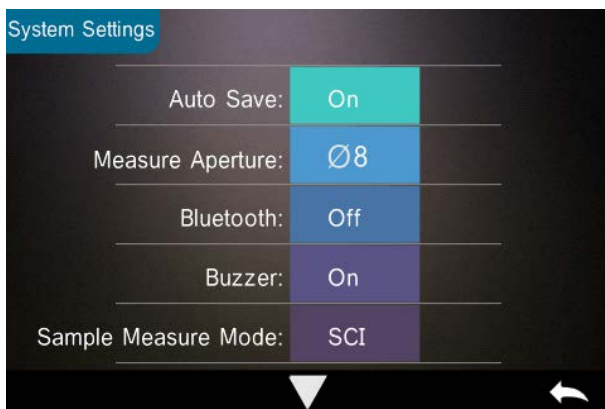 System Settings
Auto Save: On
Measure Aperture: Ø8
Bluetooth: Off
Buzzer: On
Sample Measure Mode: SCI